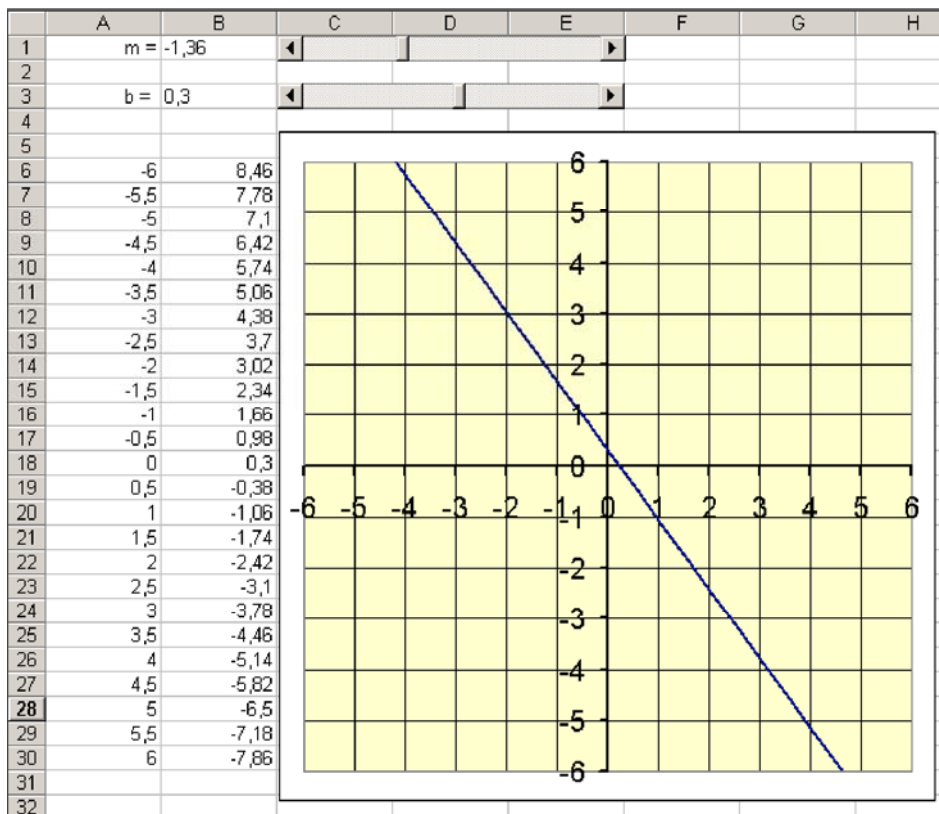 A B C D E F G H
1 m = -1,36
2
3 b = 0,3
4
5
6 -6 8,46
7 -5,5 7,78
8 -5 7,1
9 -4,5 6,42
10 -4 5,74
11 -3,5 5,06
12 -3 4,38
13 -2,5 3,7
14 -2 3,02
15 -1,5 2,34
16 -1 1,66
17 -0,5 0,98
18 0 0,3
19 0,5 -0,38
20 1 -1,06
21 1,5 -1,74
22 2 -2,42
23 2,5 -3,1
24 3 -3,78
25 3,5 -4,46
26 4 -5,14
27 4,5 -5,82
28 5 -6,5
29 5,5 -7,18
30 6 -7,86
31
32
6
5
4
3
2
1
0
-6 -5 -4 -3 -2 -1 0 1 2 3 4 5 6
-1
-2
-3
-4
-5
-6